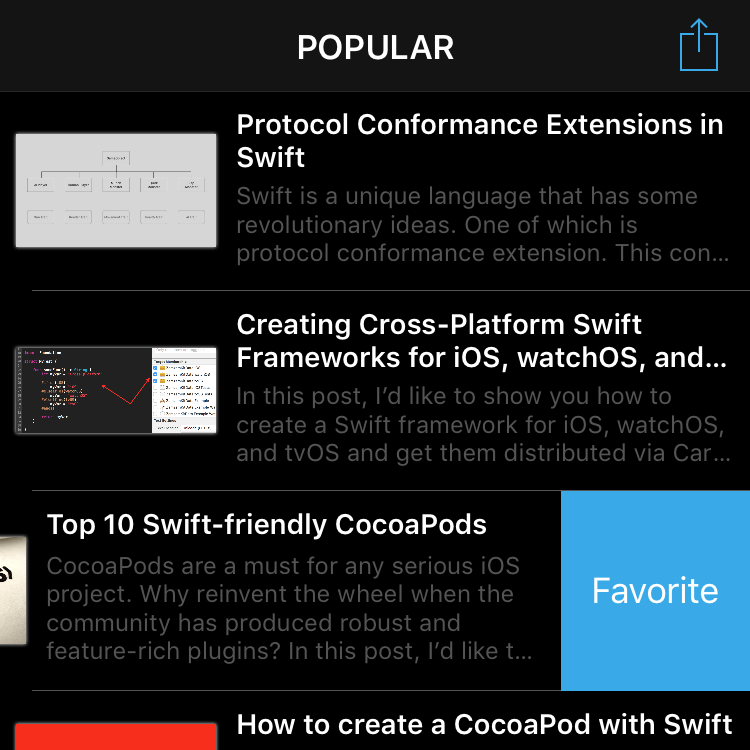 POPULAR
Protocol Conformance Extensions in
Swift
Swift is a unique language that has some
revolutionary ideas. One of which is
protocol conformance extension. This con...
Creating Cross-Platform Swift
Frameworks for iOS, watchOS, and...
In this post, I’d like to show you how to
create a Swift framework for iOS, watchOS,
and tvOS and get them distributed via Car...
Top 10 Swift-friendly CocoaPods
CocoaPods are a must for any serious iOS
project. Why reinvent the wheel when the
community has produced robust and
feature-rich plugins? In this post, I’d like t...
Favorite
How to create a CocoaPod with Swift